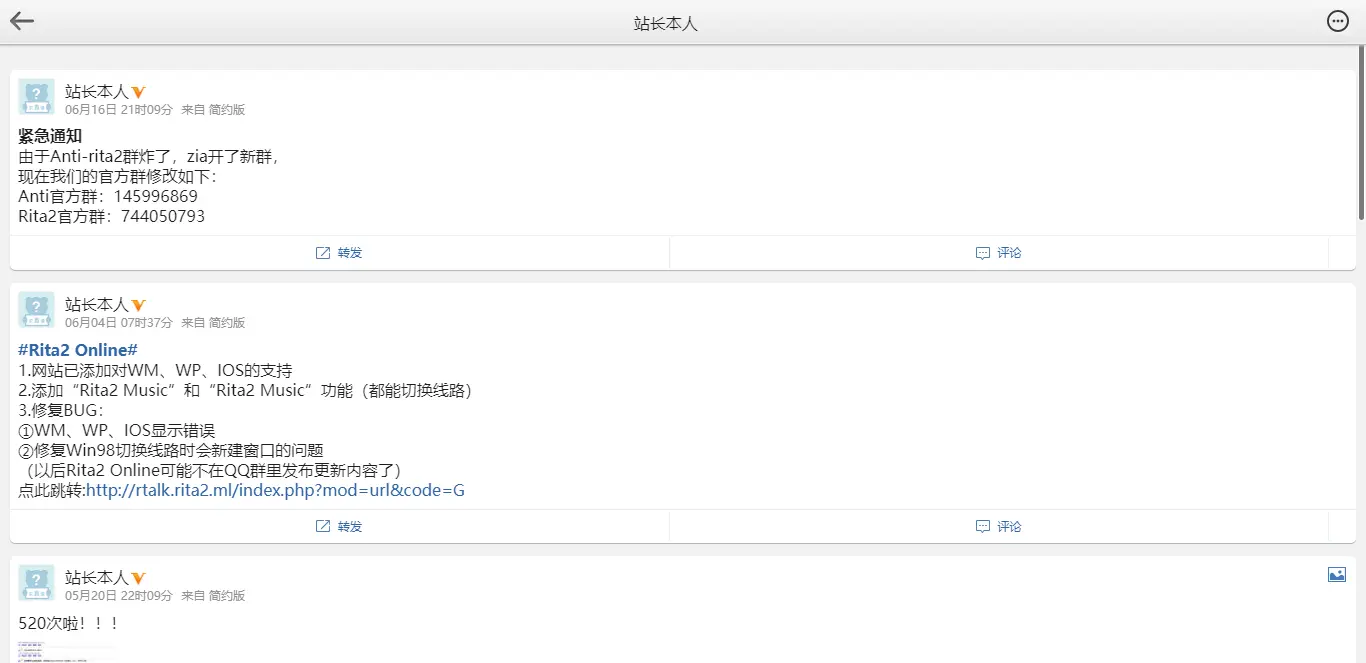 站长本人
站长本人
06月16日 21时09分 来自 简约版
紧急通知
由于Anti-rita2群炸了，zia开了新群，
现在我们的官方群修改如下：
Anti官方群：145996869
Rita2官方群：744050793
转发
评论
站长本人
06月04日 07时37分 来自 简约版
#Rita2 Online#
1.网站已添加对WM、WP、IOS的支持
2.添加“Rita2 Music”和“Rita2 Music”功能（都能切换线路）
3.修复BUG：
①WM、WP、IOS显示错误
②修复Win98切换线路时会新建窗口的问题
（以后Rita2 Online可能不在QQ群里发布更新内容了）
点此跳转:http://rtalk.rita2.ml/index.php?mod=url&code=G
转发
评论
站长本人
05月20日 22时09分 来自 简约版
520次啦！！！